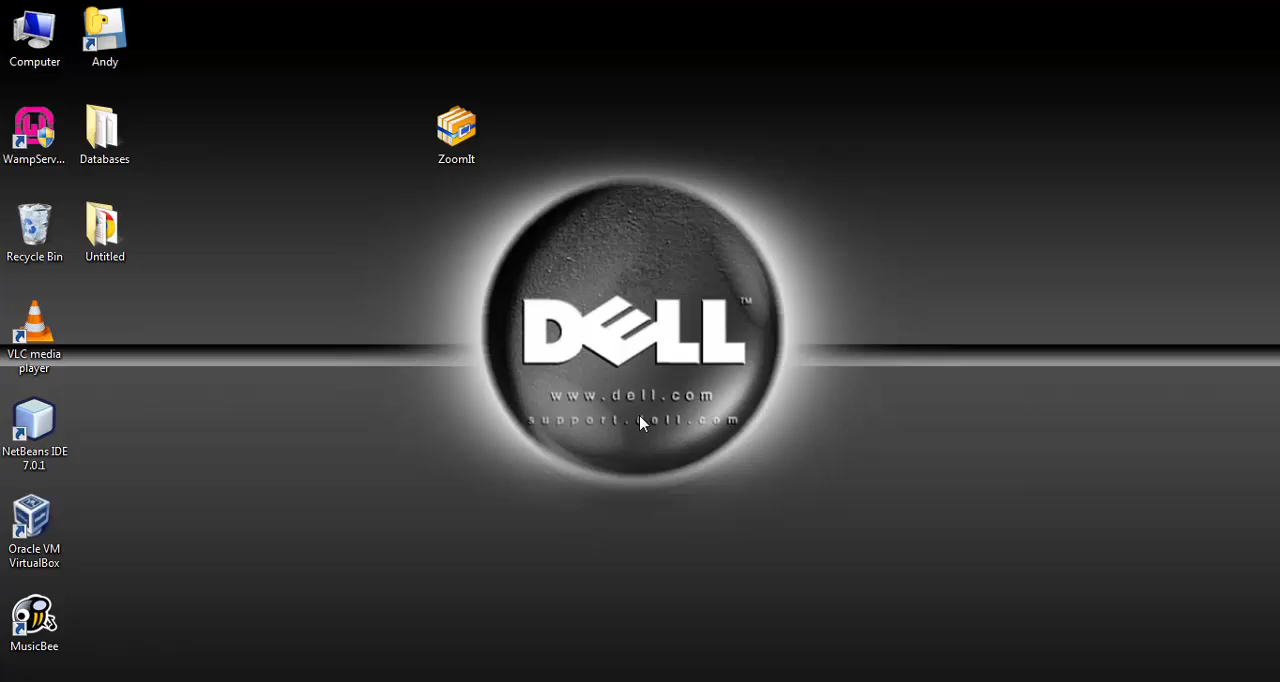 Computer
Andy
WampServ...
Databases
ZoomIt
Recycle Bin
Untitled
DELL™
www.dell.com
support.dell.com
VLC media
player
NetBeans IDE
7.0.1
Oracle VM
VirtualBox
MusicBee